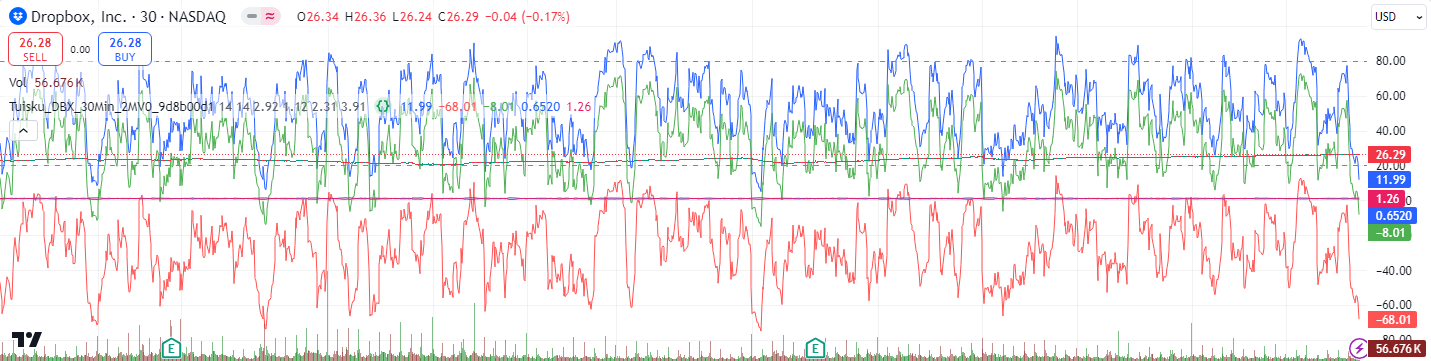 Dropbox, Inc. · 30 · NASDAQ O26.34 H26.36 L26.24 C26.29 −0.04 (−0.17%)
USD
26.28
SELL
0.00
26.28
BUY
Vol 56.676K
Tuisku_DBX_30Min_2MV0_9d8b00d1 14 14 2.92 1.12 2.31 3.91 {} 11.99 −68.01 −8.01 0.6520 1.26
80.00
60.00
40.00
26.29
20.00
11.99
1.26
0.6520
−8.01
−40.00
−60.00
−68.01
56.676K
E
E